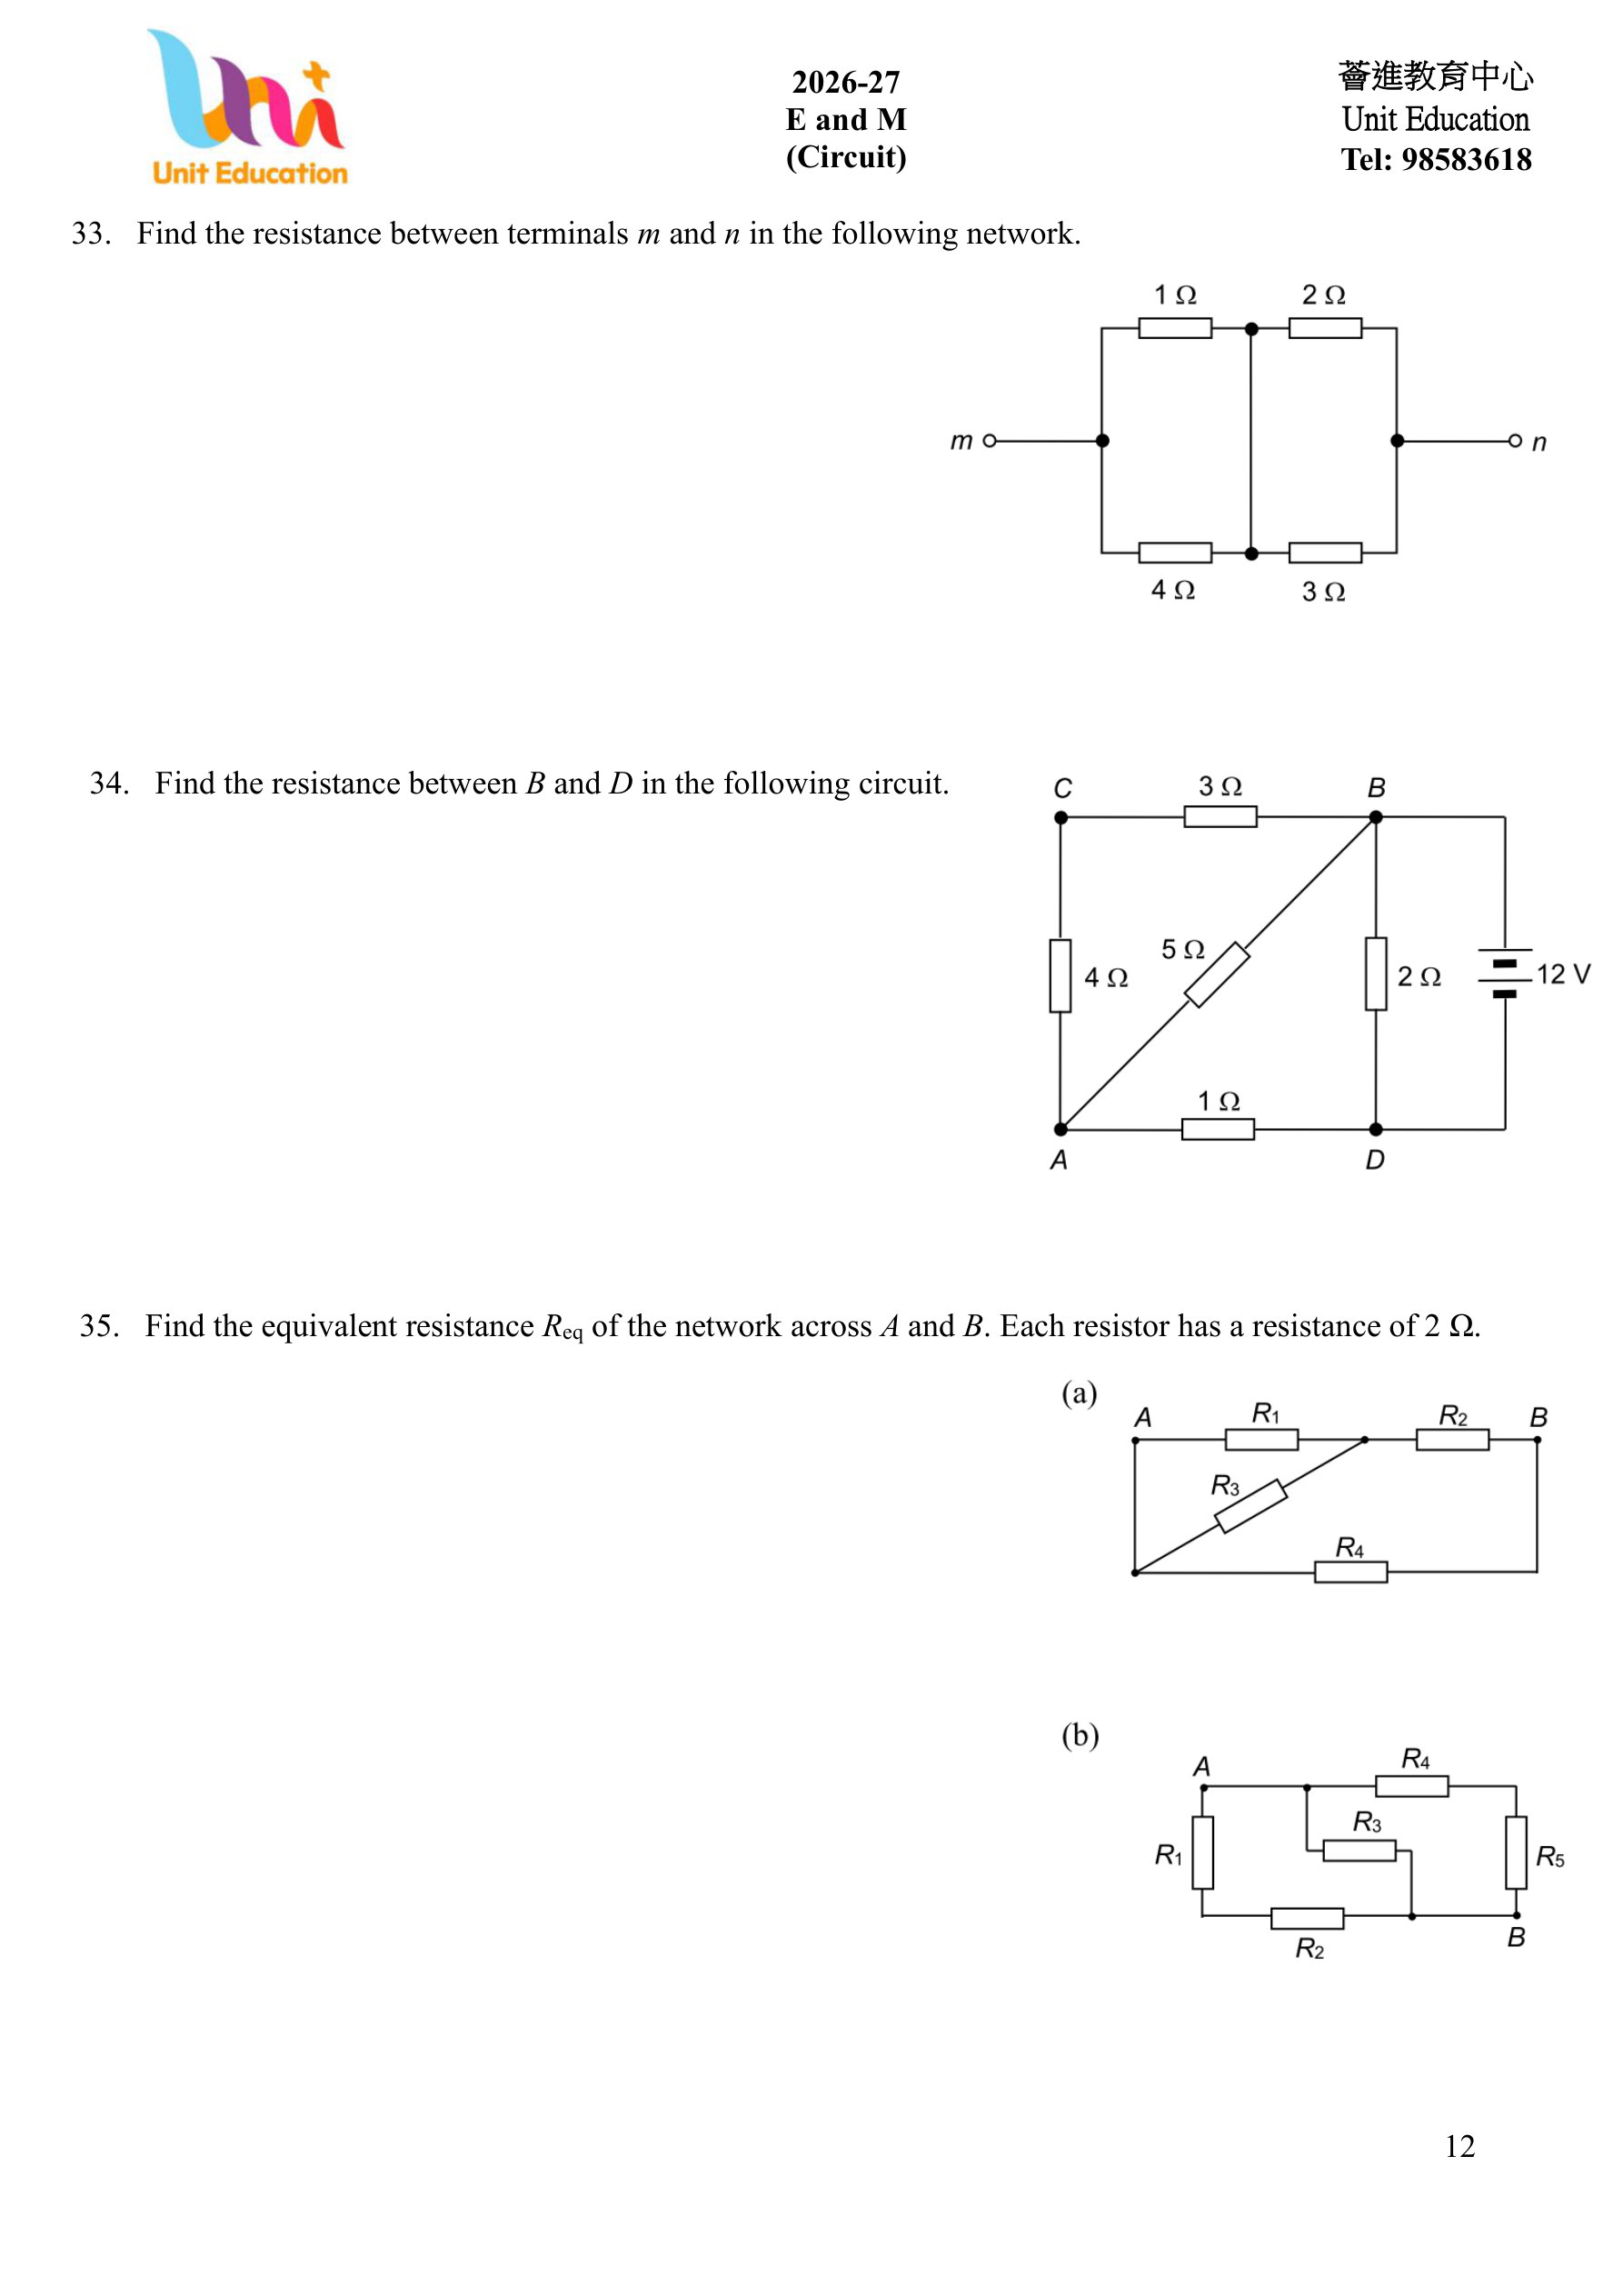 Unit Education
2026-27
E and M
(Circuit)
薈進教育中心
Unit Education
Tel: 98583618
33. Find the resistance between terminals m and n in the following network.
1 Ω 2 Ω
m n
4 Ω 3 Ω
34. Find the resistance between B and D in the following circuit.
C 3 Ω B
5 Ω
4 Ω 2 Ω 12 V
1 Ω
A D
35. Find the equivalent resistance Req of the network across A and B. Each resistor has a resistance of 2 Ω.
(a)
A R1 R2 B
R3
R4
(b)
A R4
R3
R1 R5
R2 B
12